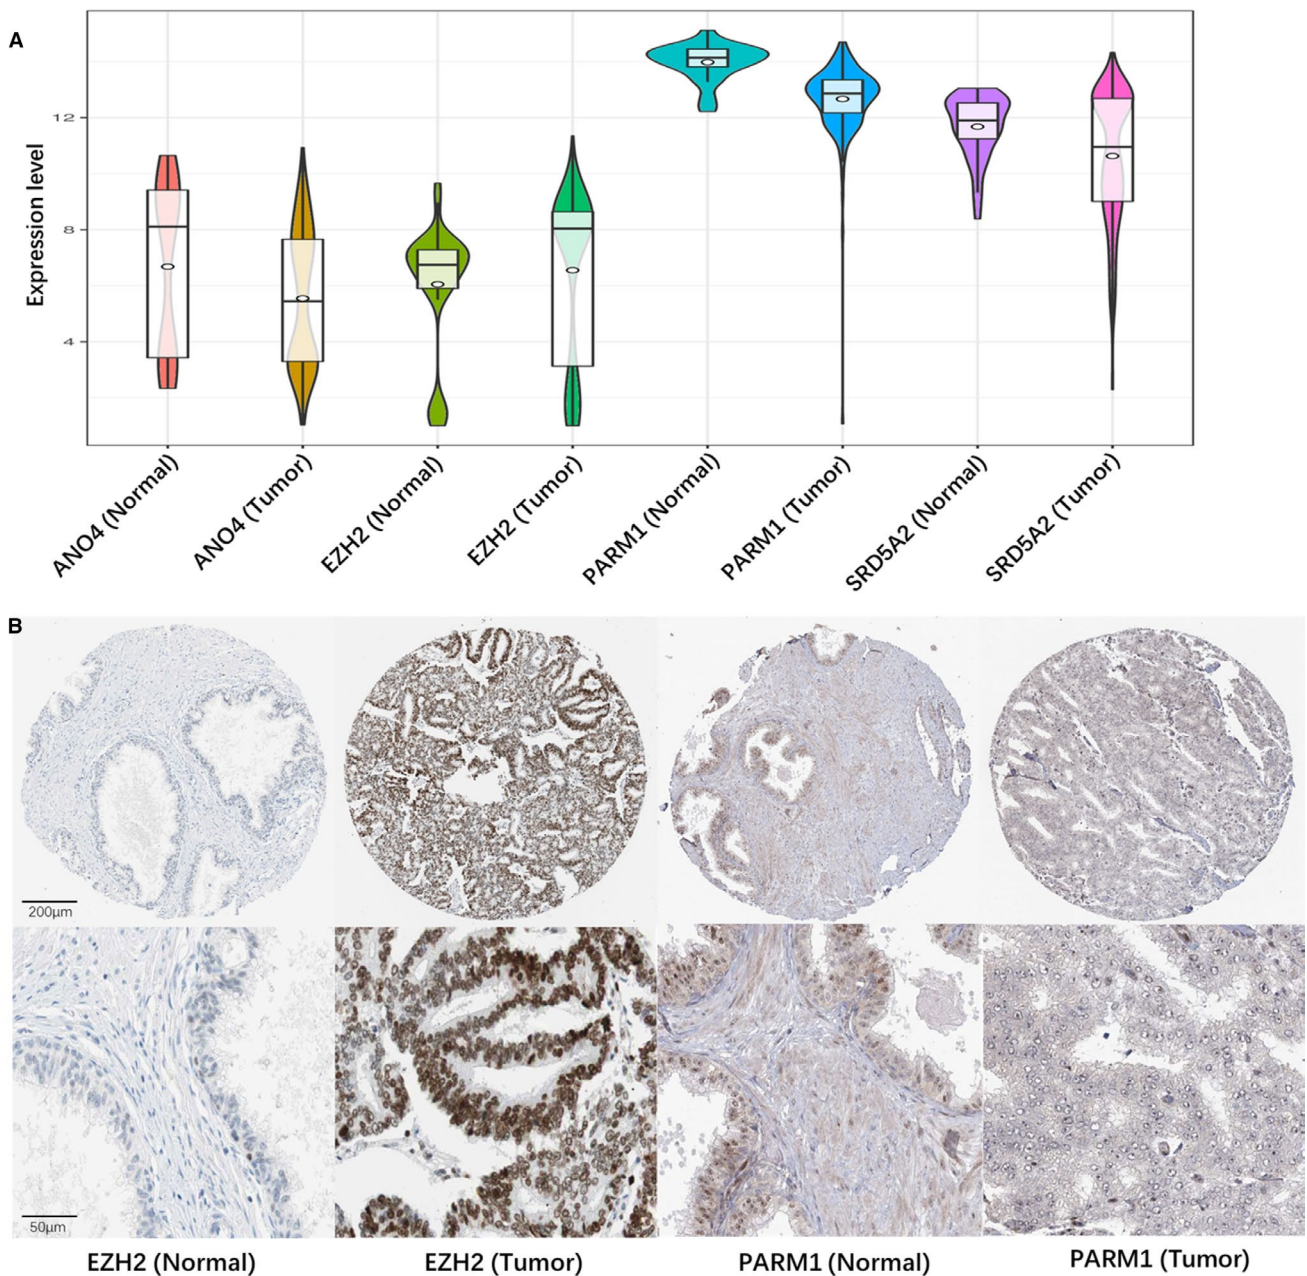 A
Expression level
12
8
4
ANO4 (Normal)
ANO4 (Tumor)
EZH2 (Normal)
EZH2 (Tumor)
PARM1 (Normal)
PARM1 (Tumor)
SRD5A2 (Normal)
SRD5A2 (Tumor)
B
200μm
50μm
EZH2 (Normal)
EZH2 (Tumor)
PARM1 (Normal)
PARM1 (Tumor)